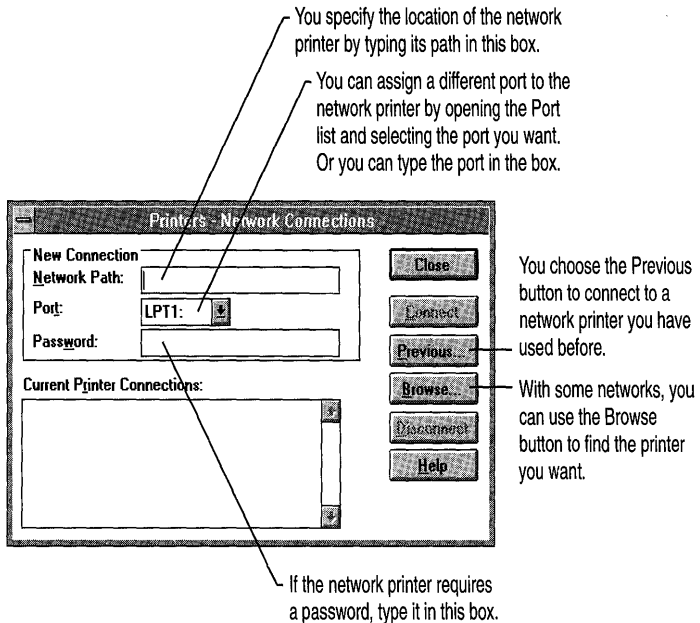 You specify the location of the network
printer by typing its path in this box.
You can assign a different port to the
network printer by opening the Port
list and selecting the port you want.
Or you can type the port in the box.
Printers - Network Connections
New Connection
Network Path:
Port:
LPT1:
Password:
Current Printer Connections:
Close
Connect
Previous...
Browse...
Disconnect
Help
You choose the Previous
button to connect to a
network printer you have
used before.
With some networks, you
can use the Browse
button to find the printer
you want.
If the network printer requires
a password, type it in this box.